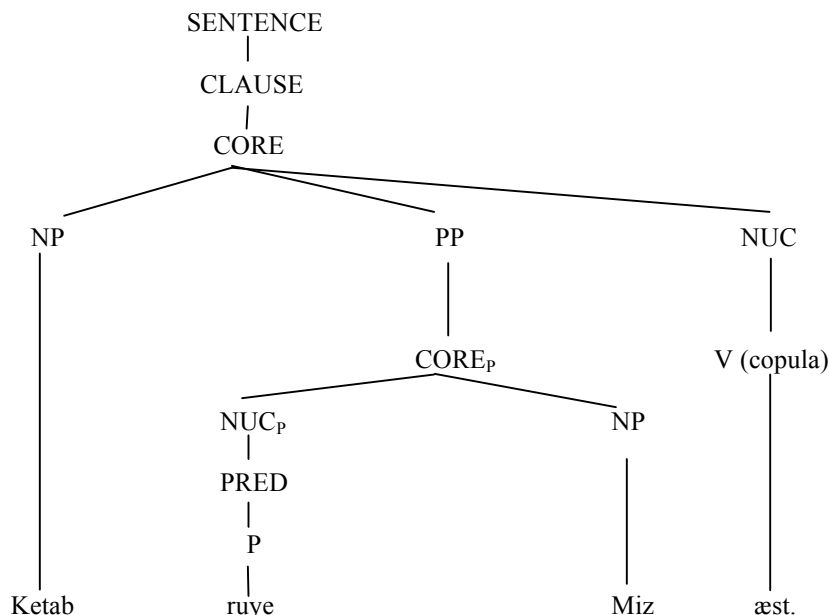 SENTENCE
CLAUSE
CORE
NP PP NUC
CORE_P V (copula)
NUC_P NP
PRED
P
Ketab ruye Miz æst.